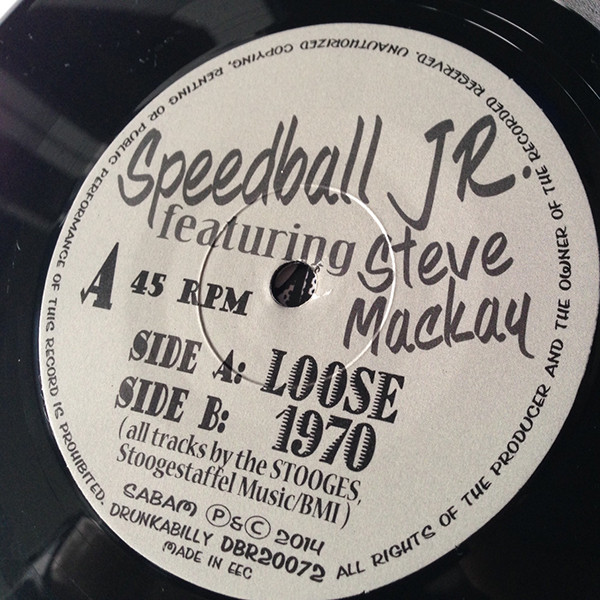 Speedball JR.
featuring Steve
Mackay
A 45 RPM
SIDE A: LOOSE
SIDE B: 1970
(all tracks by the STOOGES,
Stoogestaffel Music/BMI)
SABAM Ⓟ & © 2014
DRUNKABILLY DBR20072
MADE IN EEC
ALL RIGHTS OF THE PRODUCER AND THE OWNER OF THE RECORDED RESERVED. UNAUTHORIZED COPYING, RENTING OR PUBLIC PERFORMANCE OF THIS RECORD IS PROHIBITED.